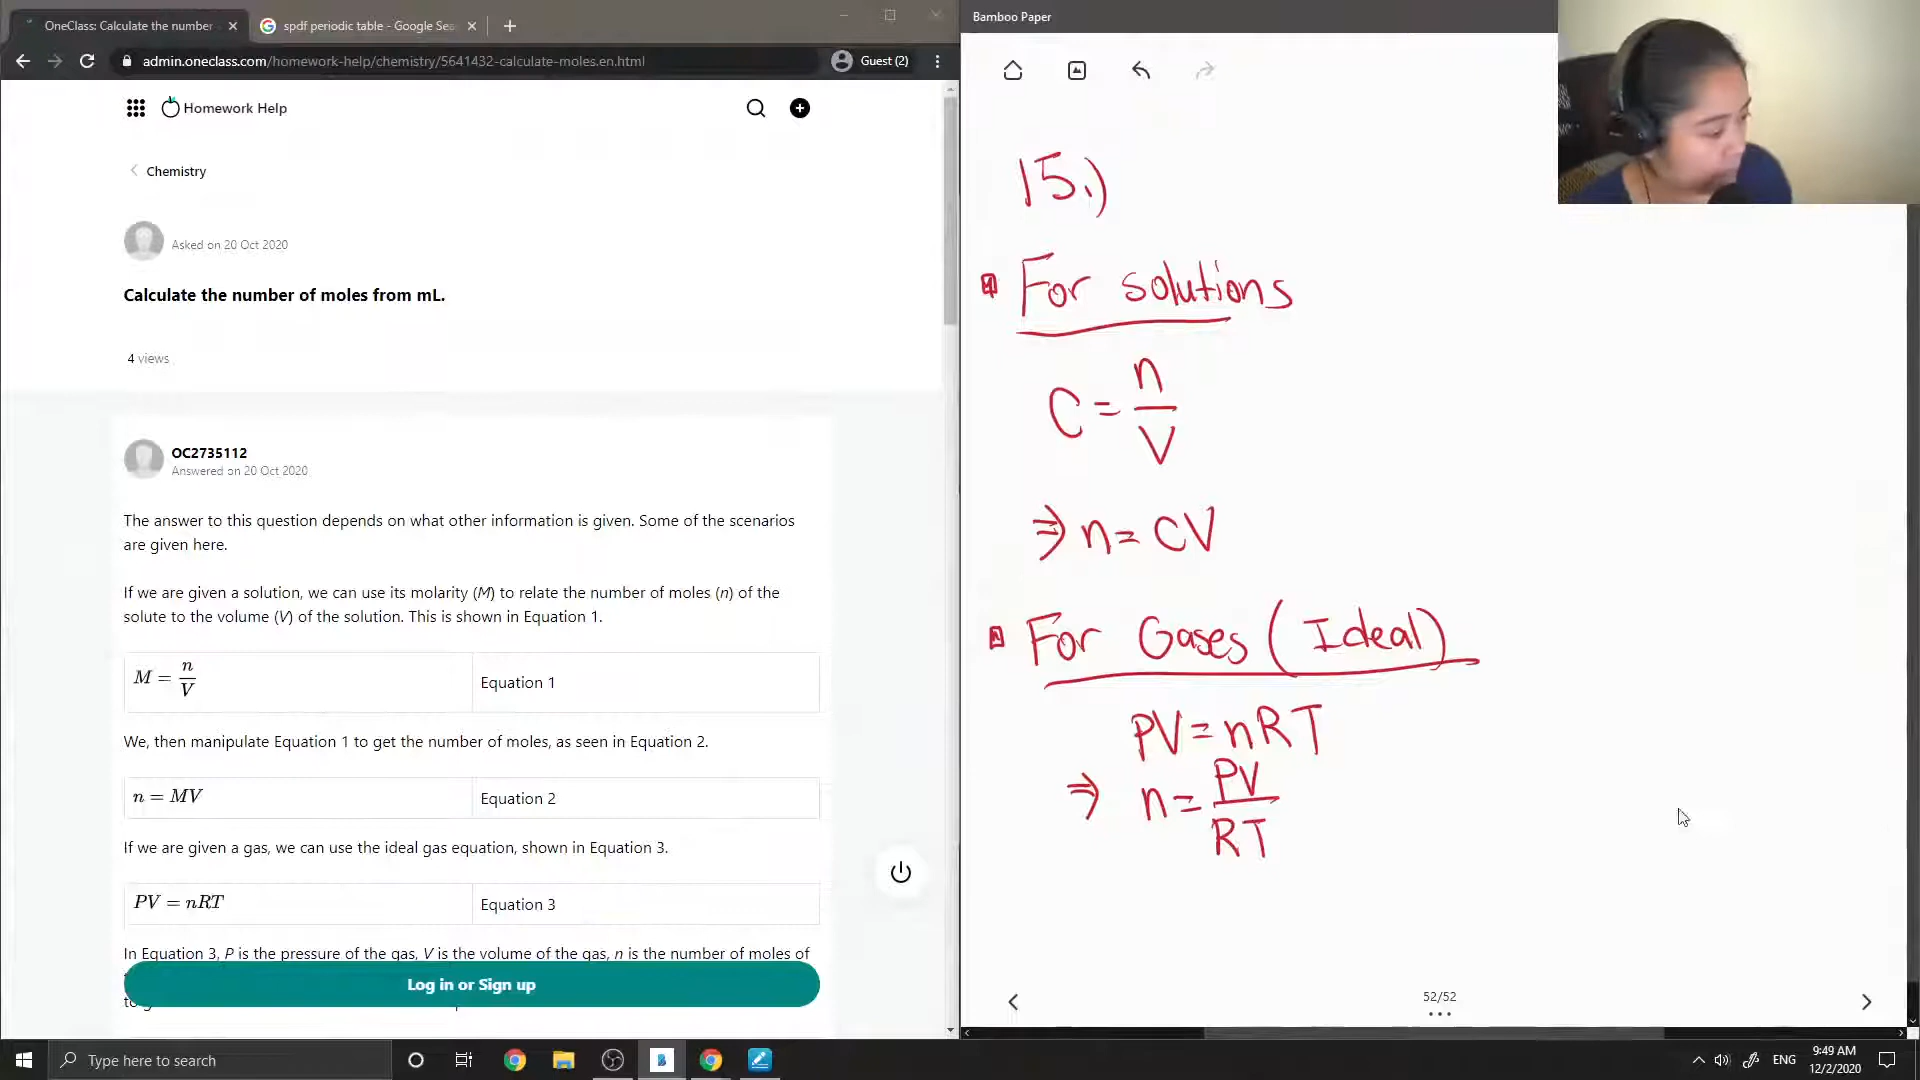 OneClass: Calculate the number
spdf periodic table - Google Sea
admin.oneclass.com/homework-help/chemistry/5641432-calculate-moles.en.html
Guest (2)
Homework Help
Chemistry
Asked on 20 Oct 2020
Calculate the number of moles from mL.
4 views
OC2735112
Answered on 20 Oct 2020
The answer to this question depends on what other information is given. Some of the scenarios
are given here.
If we are given a solution, we can use its molarity (M) to relate the number of moles (n) of the
solute to the volume (V) of the solution. This is shown in Equation 1.
M = n/V
Equation 1
We, then manipulate Equation 1 to get the number of moles, as seen in Equation 2.
n = MV
Equation 2
If we are given a gas, we can use the ideal gas equation, shown in Equation 3.
PV = nRT
Equation 3
In Equation 3, P is the pressure of the gas, V is the volume of the gas, n is the number of moles of
Log in or Sign up
Bamboo Paper
15.)
For solutions
C = n/V
⇒ n = CV
For Gases (Ideal)
PV = nRT
⇒ n = PV/RT
52/52
Type here to search
ENG
9:49 AM
12/2/2020